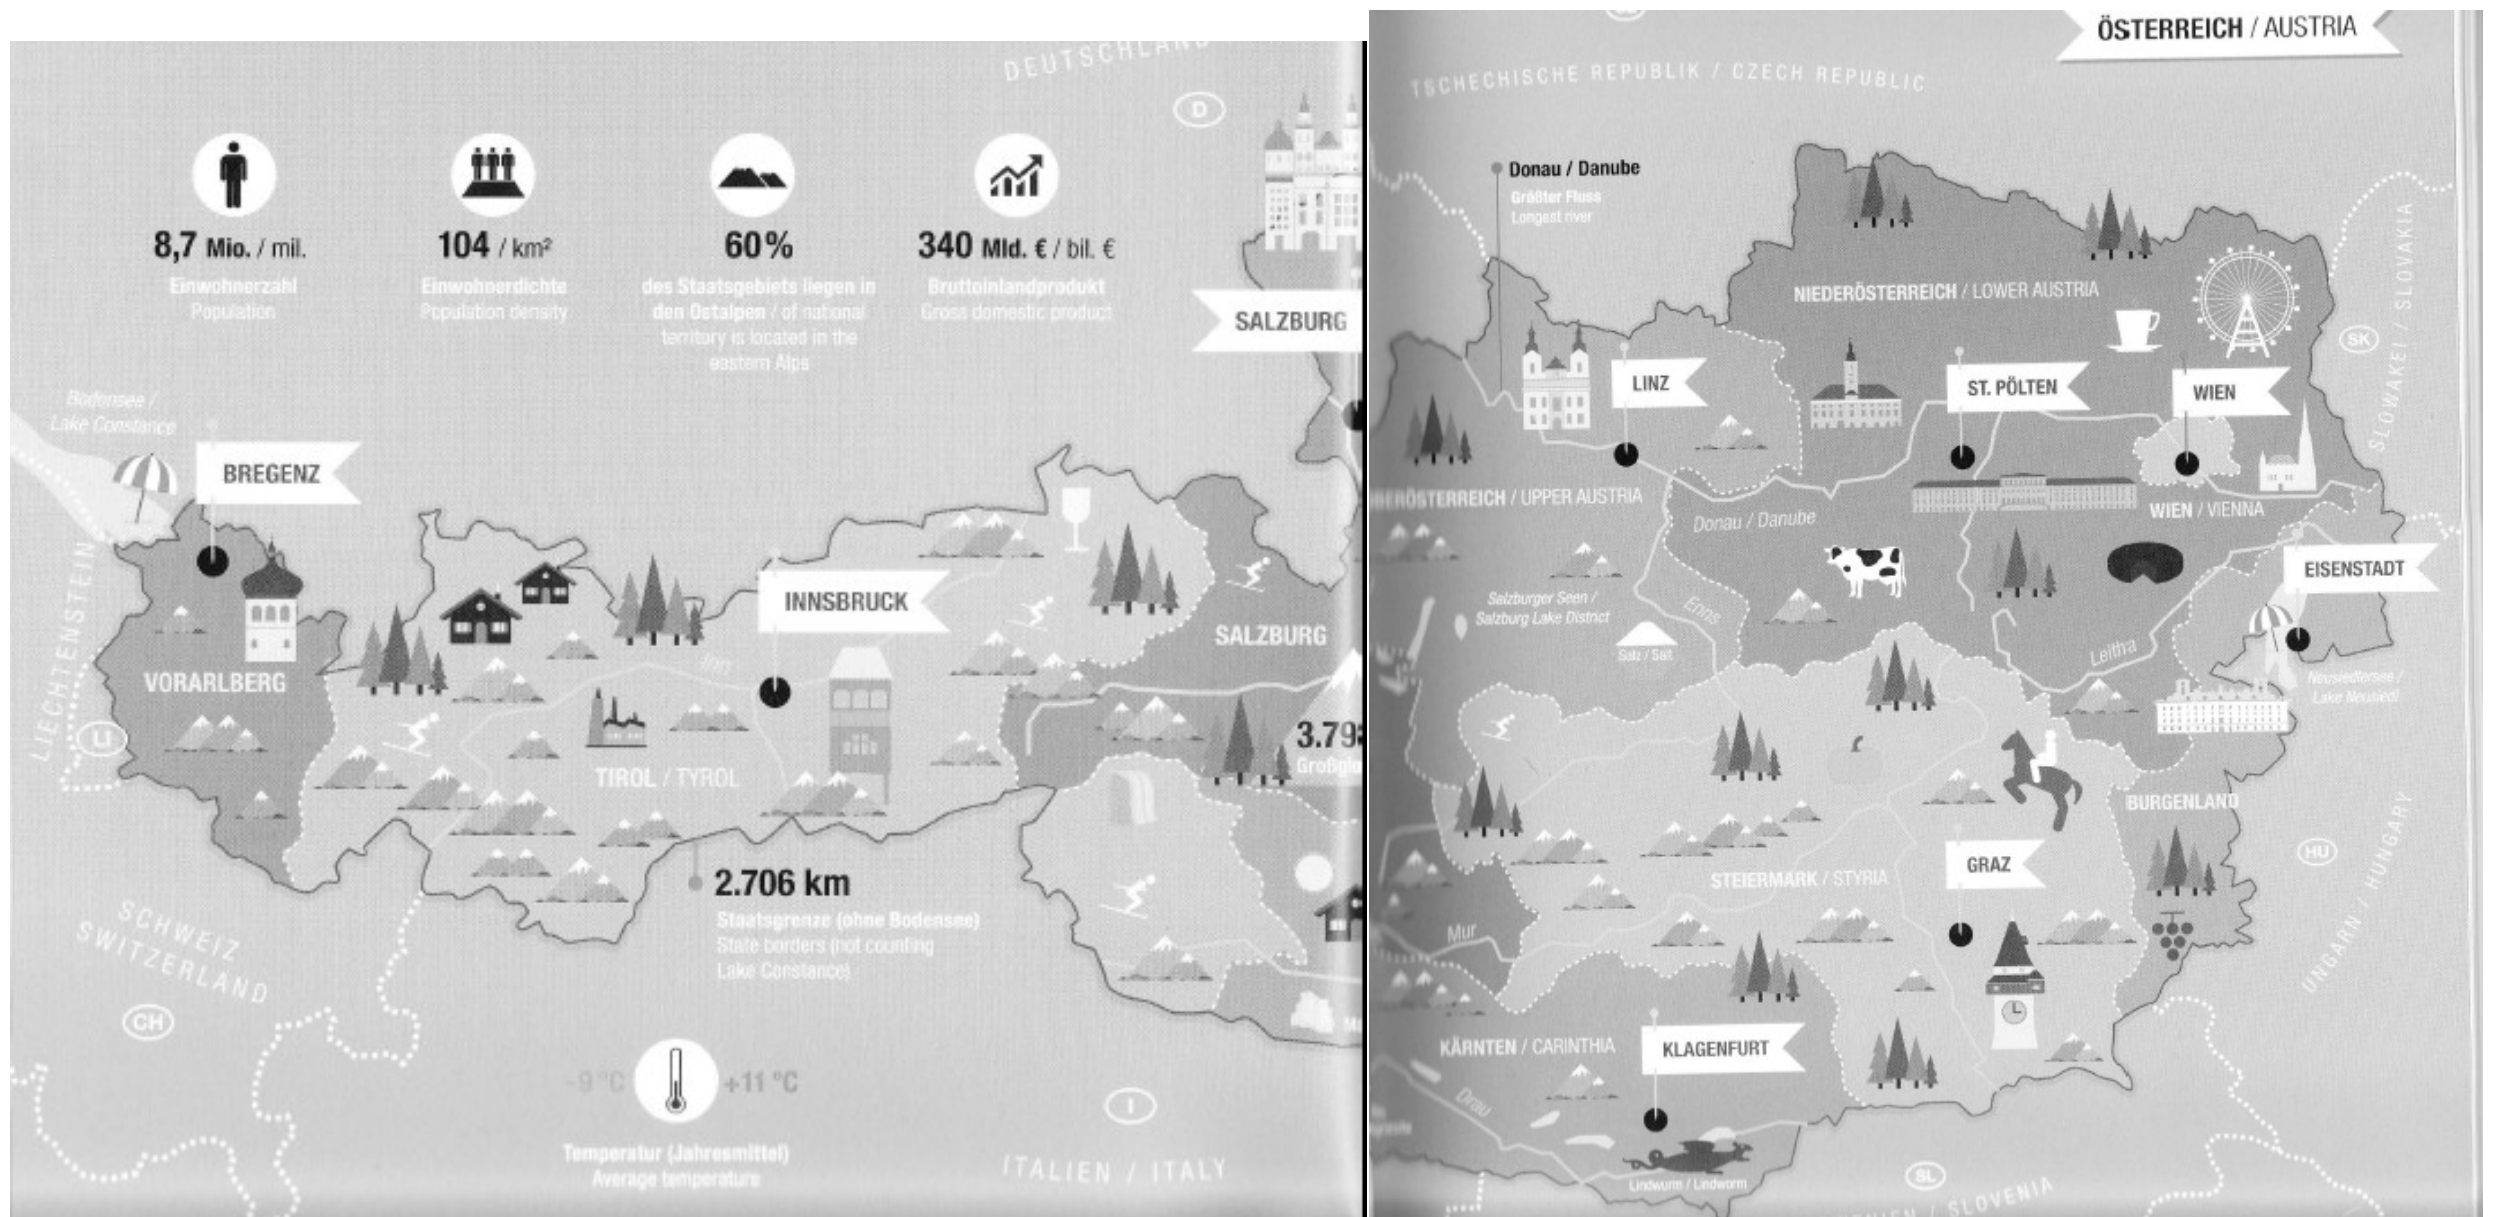 DEUTSCHLAND
D
8,7 Mio. / mil.
Einwohnerzahl
Population
104 / km²
Einwohnerdichte
Population density
60%
des Staatsgebiets liegen in
den Ostalpen / of national
territory is located in the
eastern Alps
340 Mld. € / bil. €
Bruttoinlandprodukt
Gross domestic product
SALZBURG
Bodensee /
Lake Constance
BREGENZ
INNSBRUCK
Inn
LIECHTENSTEIN
LI
VORARLBERG
TIROL / TYROL
SALZBURG
3.79
2.706 km
Staatsgrenze (ohne Bodensee)
State borders (not counting
Lake Constance)
SCHWEIZ
SWITZERLAND
CH
-9 °C
+11 °C
Temperatur (Jahresmittel)
Average temperature
I
ITALIEN / ITALY
ÖSTERREICH / AUSTRIA
TSCHECHISCHE REPUBLIK / CZECH REPUBLIC
Donau / Danube
Größter Fluss
Longest river
NIEDERÖSTERREICH / LOWER AUSTRIA
SLOWAKEI / SLOVAKIA
SK
LINZ
ST. PÖLTEN
WIEN
BERÖSTERREICH / UPPER AUSTRIA
Donau / Danube
WIEN / VIENNA
EISENSTADT
Salzburger Seen /
Salzburg Lake District
Enns
Salz / Salt
Leitha
Neusiedlersee /
Lake Neusiedl
BURGENLAND
HU
UNGARN / HUNGARY
GRAZ
STEIERMARK / STYRIA
Mur
KÄRNTEN / CARINTHIA
KLAGENFURT
Drau
Lindwurm / Lindworm
SL
/ SLOVENIA